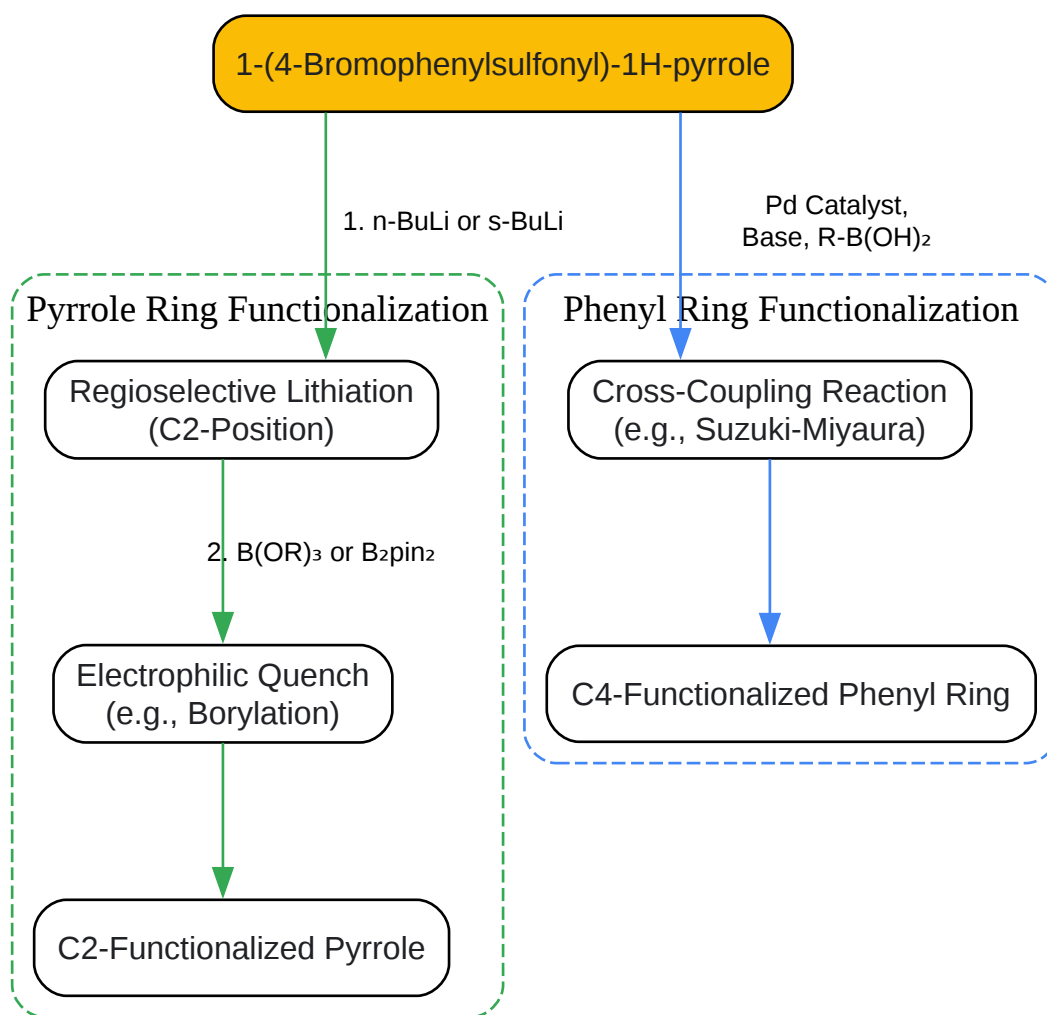 1-(4-Bromophenylsulfonyl)-1H-pyrrole
1. n-BuLi or s-BuLi
Pd Catalyst,
Base, R-B(OH)₂
Pyrrole Ring Functionalization
Phenyl Ring Functionalization
Regioselective Lithiation
(C2-Position)
Cross-Coupling Reaction
(e.g., Suzuki-Miyaura)
2. B(OR)₃ or B₂pin₂
Electrophilic Quench
(e.g., Borylation)
C4-Functionalized Phenyl Ring
C2-Functionalized Pyrrole